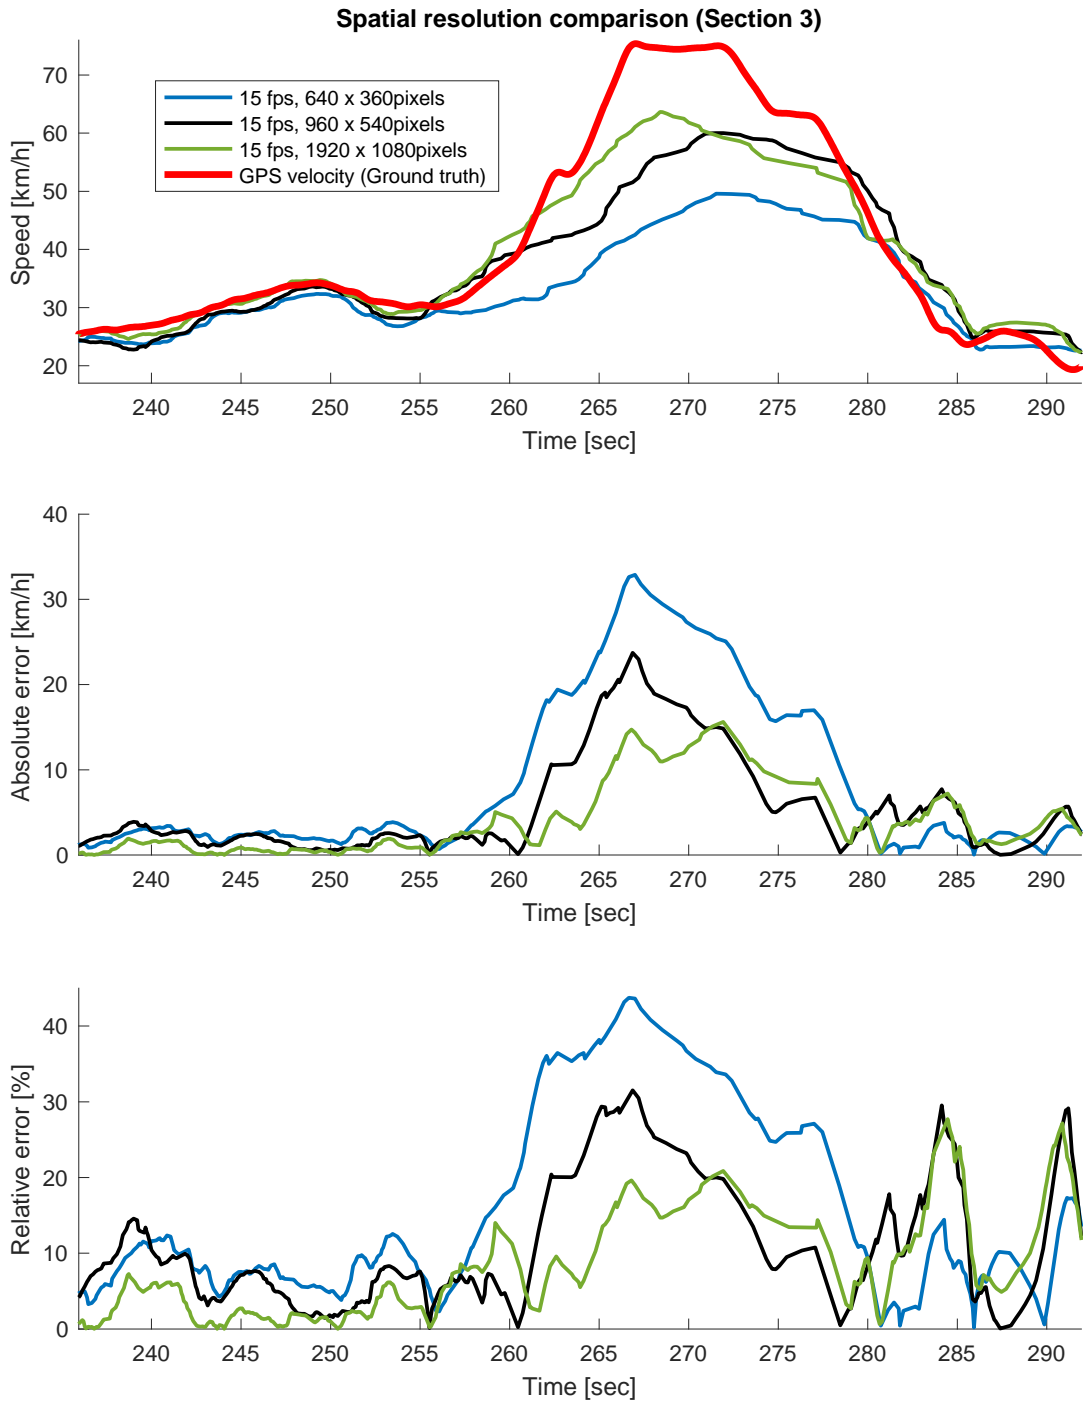 Spatial resolution comparison (Section 3)
Speed [km/h]
70
60
50
40
30
20
15 fps, 640 x 360pixels
15 fps, 960 x 540pixels
15 fps, 1920 x 1080pixels
GPS velocity (Ground truth)
240 245 250 255 260 265 270 275 280 285 290
Time [sec]
Absolute error [km/h]
40
30
20
10
0
240 245 250 255 260 265 270 275 280 285 290
Time [sec]
Relative error [%]
40
30
20
10
0
240 245 250 255 260 265 270 275 280 285 290
Time [sec]